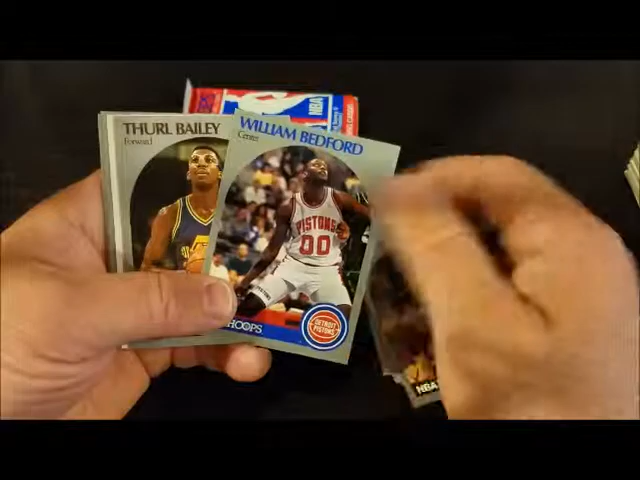 THURL BAILEY
Forward
WILLIAM BEDFORD
Center
NBA
PISTONS
00
HOOPS
DETROIT
PISTONS
NBA